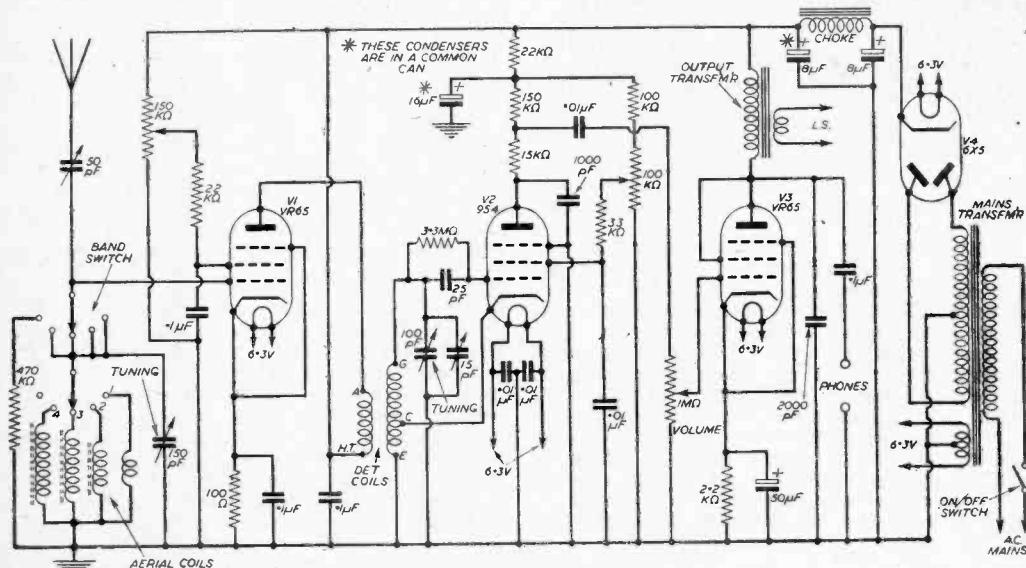 * THESE CONDENSERS
ARE IN A COMMON
CAN
50
pF
BAND
SWITCH
470
KΩ
4
3
2
1
TUNING
150
pF
AERIAL COILS
150
KΩ
22
KΩ
·1μF
V1
VR65
6·3V
100
Ω
·1μF
·1μF
H.T.
A
DET
COILS
G
C
E
3·3MΩ
25
pF
100
pF
15
pF
TUNING
*
16μF
22KΩ
150
KΩ
15KΩ
·01μF
1000
pF
V2
954
·01
μF
·01
μF
6·3V
100
KΩ
100
KΩ
33
KΩ
·01
μF
1MΩ
VOLUME
OUTPUT
TRANSFMR
L.S.
V3
VR65
6·3V
2·2
KΩ
50μF
2000 pF
·1μF
PHONES
*
8μF
CHOKE
8μF
6·3V
V4
6X5
MAINS
TRANSFMR
6·3V
ON/OFF
SWITCH
A.C.
MAINS